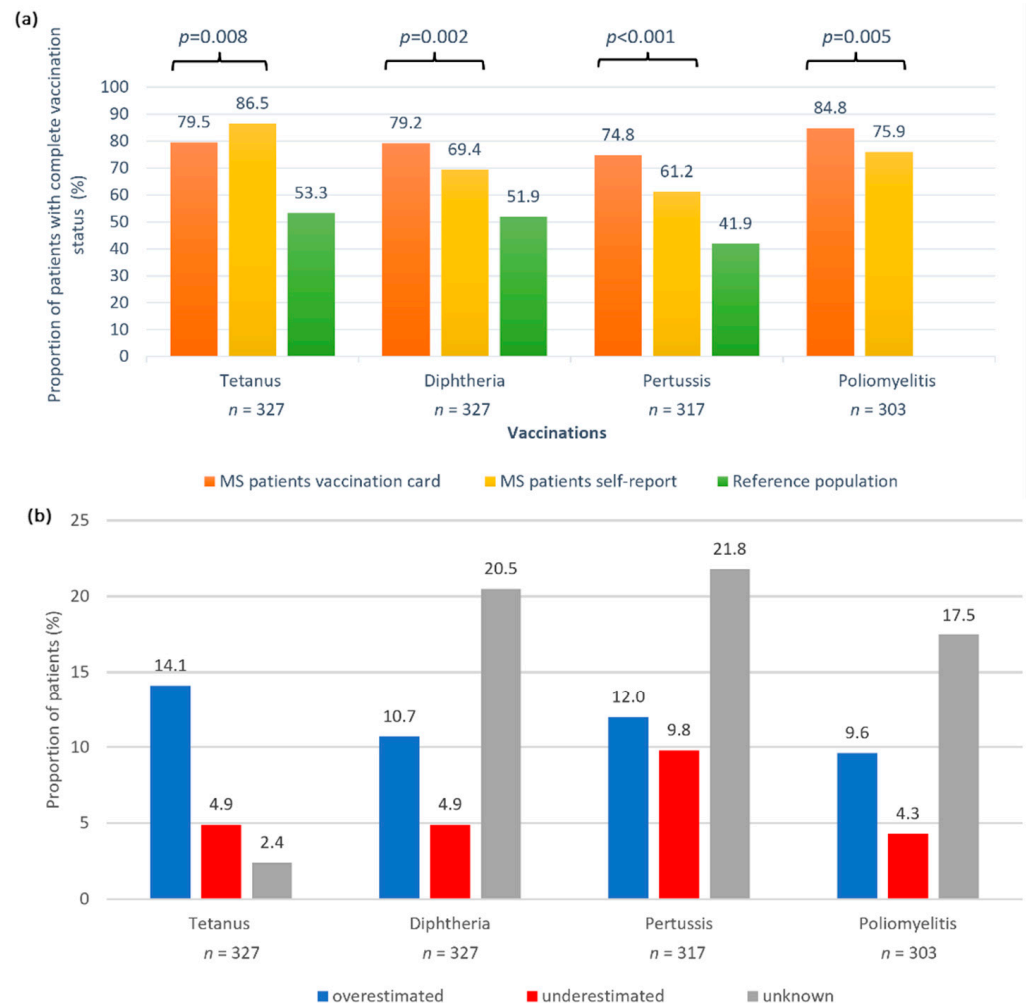 (a)
p=0.008 p=0.002 p<0.001 p=0.005
Proportion of patients with complete vaccination
status (%)
100
90
80
70
60
50
40
30
20
10
0
79.5 86.5 53.3 79.2 69.4 51.9 74.8 61.2 41.9 84.8 75.9
Tetanus Diphtheria Pertussis Poliomyelitis
n = 327 n = 327 n = 317 n = 303
Vaccinations
MS patients vaccination card MS patients self-report Reference population
(b)
Proportion of patients (%)
25
20
15
10
5
0
14.1 4.9 2.4 10.7 4.9 20.5 12.0 9.8 21.8 9.6 4.3 17.5
Tetanus Diphtheria Pertussis Poliomyelitis
n = 327 n = 327 n = 317 n = 303
overestimated underestimated unknown